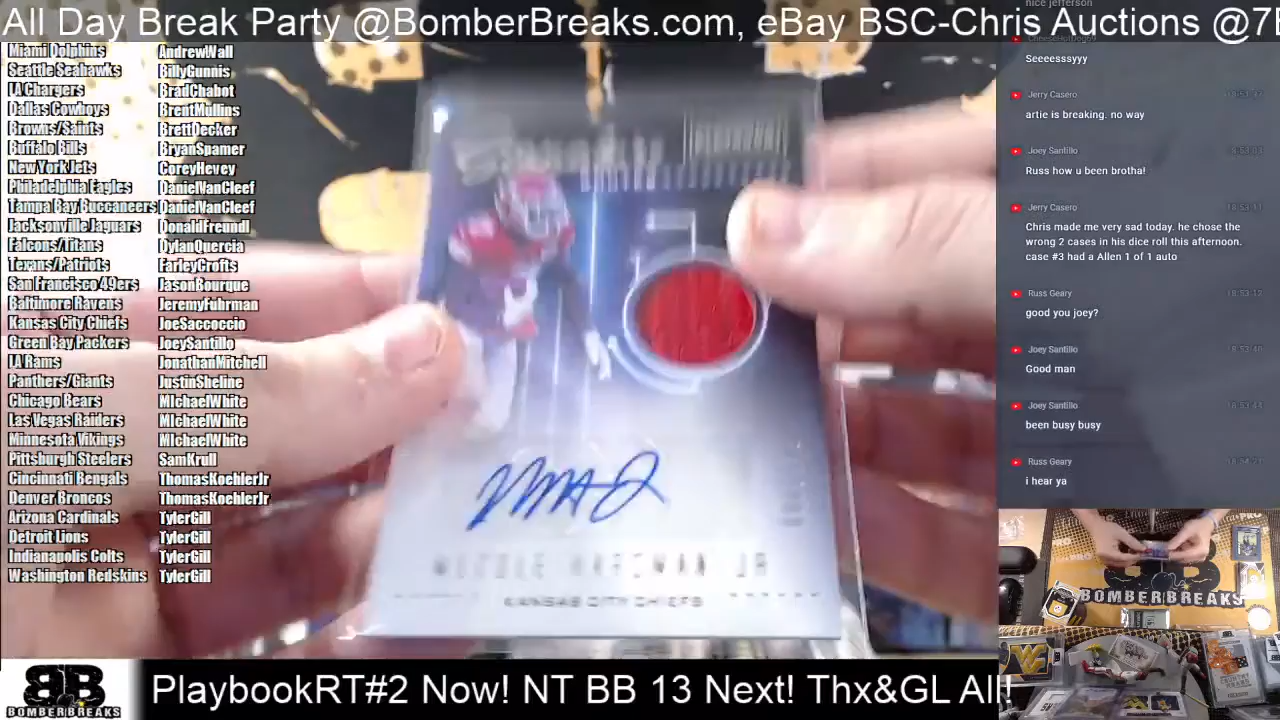 All Day Break Party @BomberBreaks.com, eBay BSC-Chris Auctions @7
Miami Dolphins AndrewWall
Seattle Seahawks BillyGunnis
LA Chargers BradChabot
Dallas Cowboys BrentMullins
Browns/Saints BrettDecker
Buffalo Bills BryanSpamer
New York Jets CoreyHevey
Philadelphia Eagles DanielVanCleef
Tampa Bay Buccaneers DanielVanCleef
Jacksonville Jaguars DonaldFreundl
Falcons/Titans DylanQuercia
Texans/Patriots FarleyCrofts
San Francisco 49ers JasonBourque
Baltimore Ravens JeremyFuhrman
Kansas City Chiefs JoeSaccoccio
Green Bay Packers JoeySantillo
LA Rams JonathanMitchell
Panthers/Giants JustinSheline
Chicago Bears MIchaelWhite
Las Vegas Raiders MIchaelWhite
Minnesota Vikings MIchaelWhite
Pittsburgh Steelers SamKrull
Cincinnati Bengals ThomasKoehlerJr
Denver Broncos ThomasKoehlerJr
Arizona Cardinals TylerGill
Detroit Lions TylerGill
Indianapolis Colts TylerGill
Washington Redskins TylerGill
MECOLE HARDMAN JR
KANSAS CITY CHIEFS
nice jefferson
CheeseHotDog69
Seeeesssyyy
Jerry Casero
artie is breaking. no way
Joey Santillo
Russ how u been brotha!
Jerry Casero
Chris made me very sad today. he chose the
wrong 2 cases in his dice roll this afternoon.
case #3 had a Allen 1 of 1 auto
Russ Geary
good you joey?
Joey Santillo
Good man
Joey Santillo
been busy busy
Russ Geary
i hear ya
BOMBERBREAKS
BB
BOMBERBREAKS
PlaybookRT#2 Now! NT BB 13 Next! Thx&GL All!